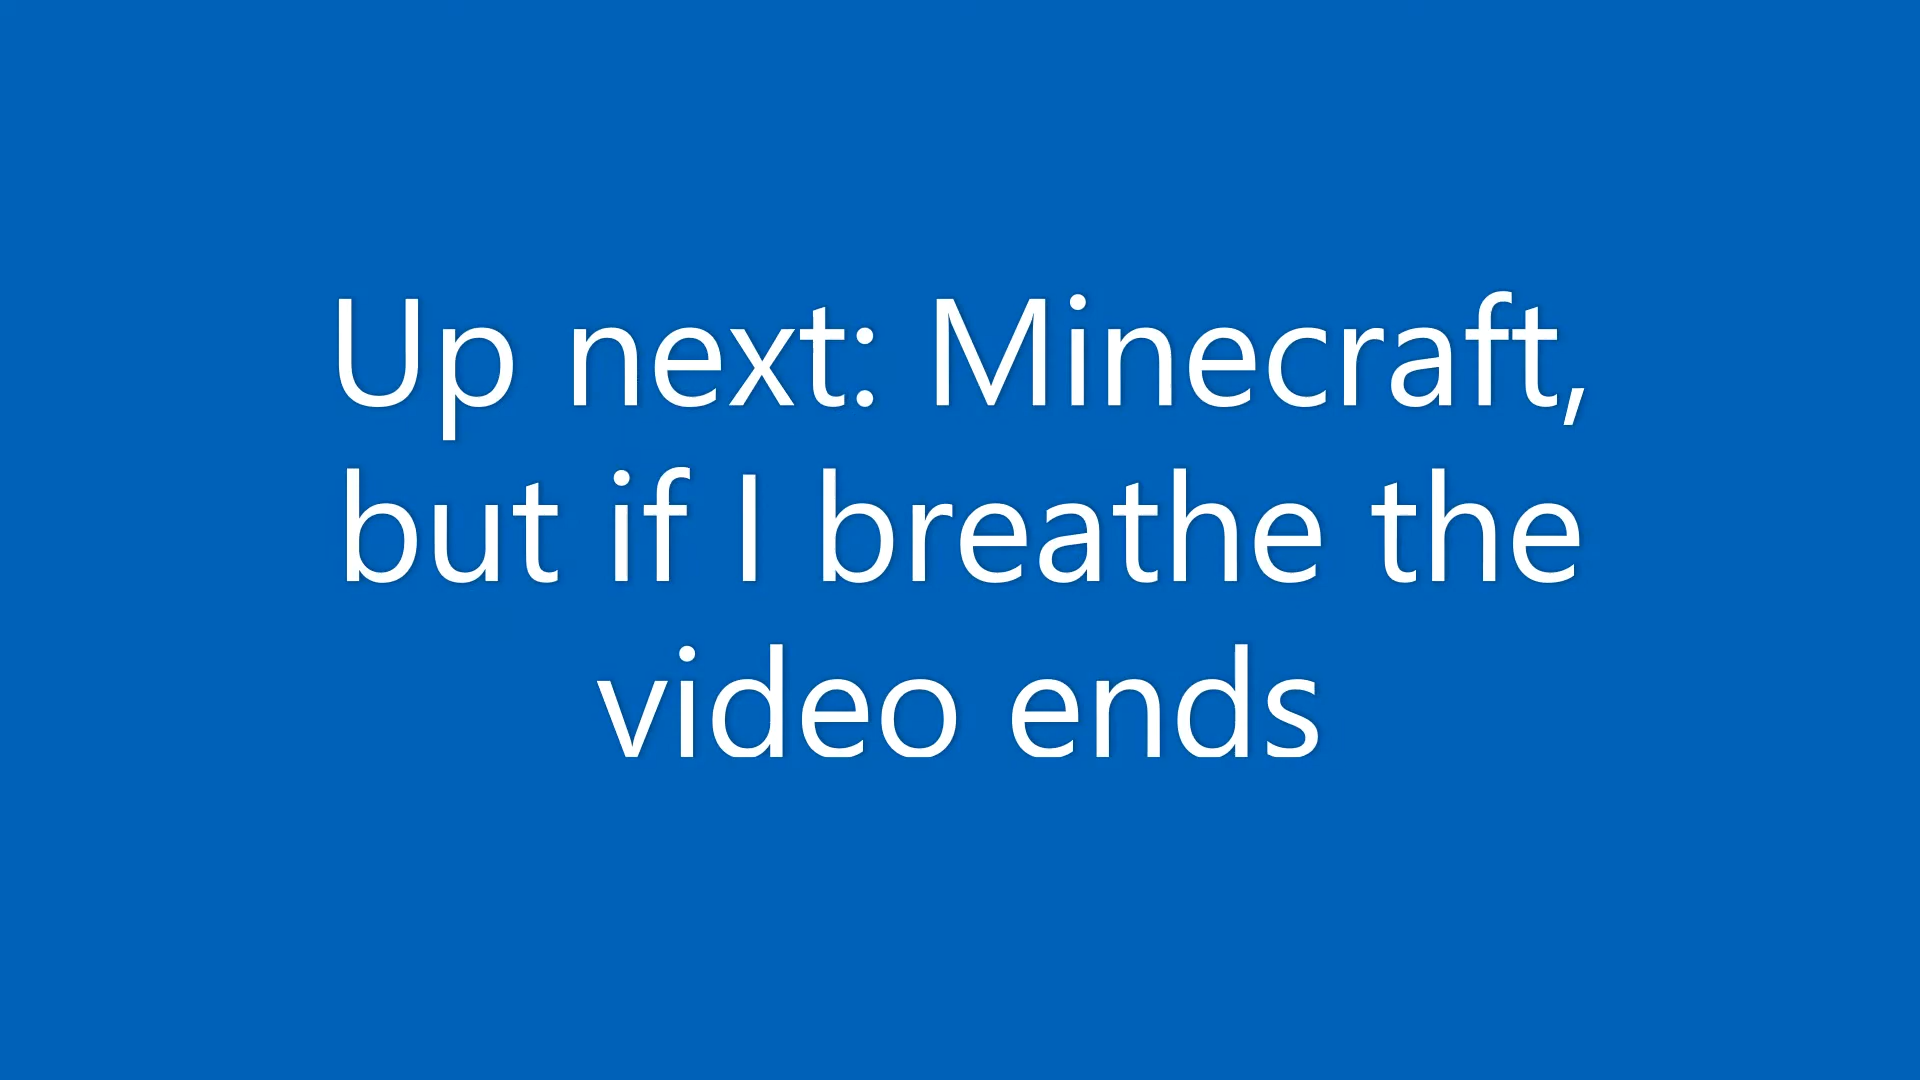 Up next: Minecraft,
but if I breathe the
video ends